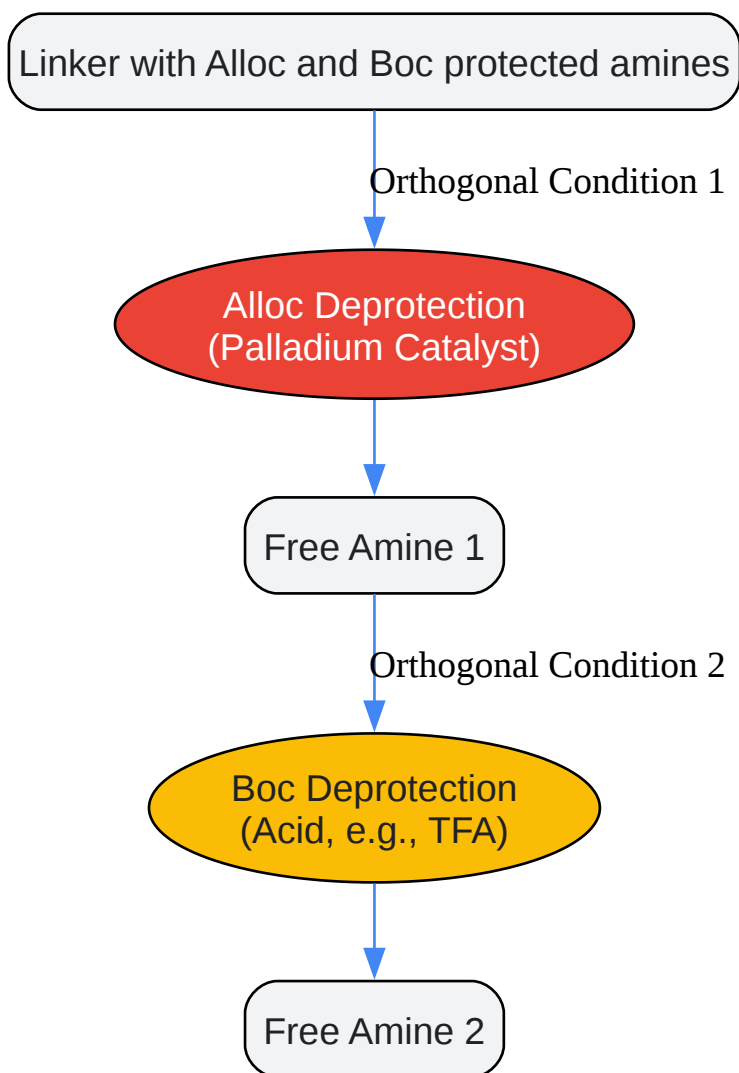 Linker with Alloc and Boc protected amines
Orthogonal Condition 1
Alloc Deprotection
(Palladium Catalyst)
Free Amine 1
Orthogonal Condition 2
Boc Deprotection
(Acid, e.g., TFA)
Free Amine 2